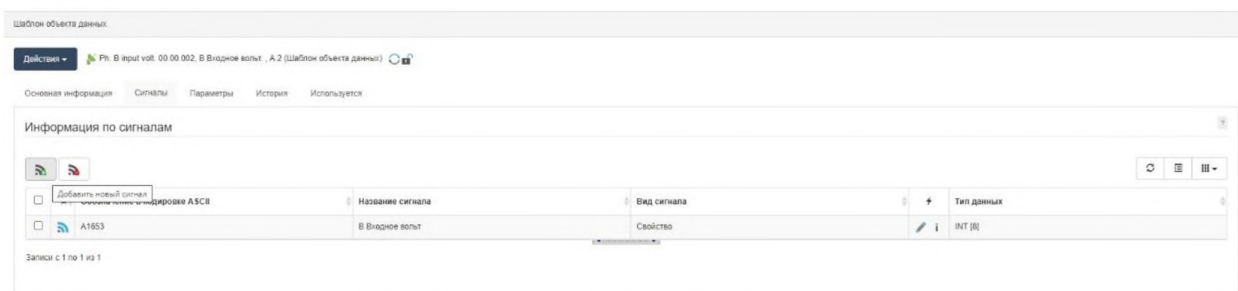 Шаблон объекта данных
Действия Ph. B input volt. 00.00.002, B Входное вольт. , A.2 (Шаблон объекта данных)
Основная информация Сигналы Параметры История Используется
Информация по сигналам
?
Добавить новый сигнал
кодировке ASCII Название сигнала Вид сигнала Тип данных
A1653 В Входное вольт Свойство i INT [8]
Записи с 1 по 1 из 1